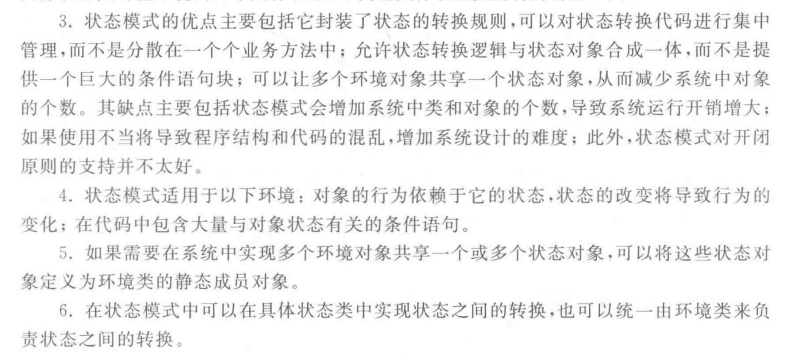 3. 状态模式的优点主要包括它封装了状态的转换规则,可以对状态转换代码进行集中
管理,而不是分散在一个个业务方法中;允许状态转换逻辑与状态对象合成一体,而不是提
供一个巨大的条件语句块;可以让多个环境对象共享一个状态对象,从而减少系统中对象
的个数。其缺点主要包括状态模式会增加系统中类和对象的个数,导致系统运行开销增大;
如果使用不当将导致程序结构和代码的混乱,增加系统设计的难度;此外,状态模式对开闭
原则的支持并不太好。
4. 状态模式适用于以下环境:对象的行为依赖于它的状态,状态的改变将导致行为的
变化;在代码中包含大量与对象状态有关的条件语句。
5. 如果需要在系统中实现多个环境对象共享一个或多个状态对象,可以将这些状态对
象定义为环境类的静态成员对象。
6. 在状态模式中可以在具体状态类中实现状态之间的转换,也可以统一由环境类来负
责状态之间的转换。